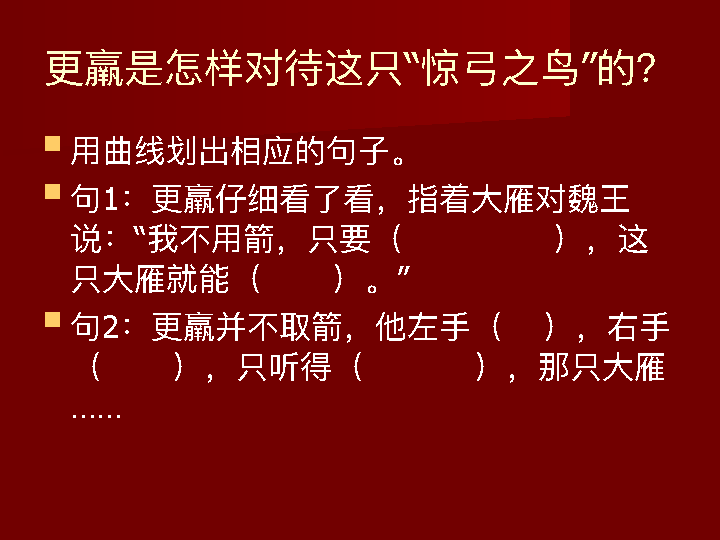 更羸是怎样对待这只“惊弓之鸟”的？
用曲线划出相应的句子。
句1：更羸仔细看了看，指着大雁对魏王
说：“我不用箭，只要（　　　　　），这
只大雁就能（　　）。”
句2：更羸并不取箭，他左手（　），右手
（　　），只听得（　　　），那只大雁
……